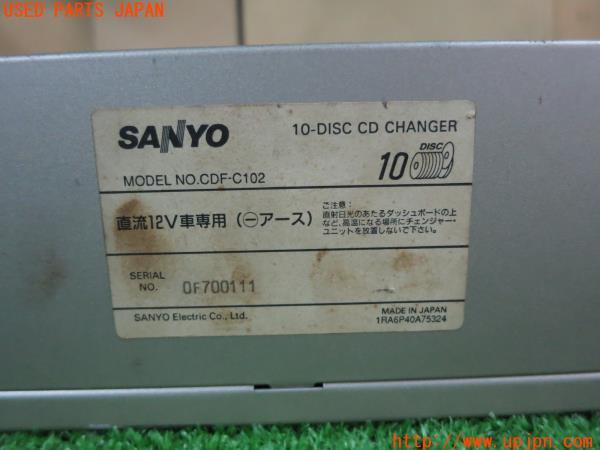 USED PARTS JAPAN
SANYO
10-DISC CD CHANGER
MODEL NO.CDF-C102
10 DISC
直流12V車専用(⊖アース)
ご注意:
直射日光のあたるダッシュボードの上
など、高温になる場所にチェンジャー・
ユニットを放置しないで下さい。
SERIAL
NO. 0F700111
SANYO Electric Co., Ltd.
MADE IN JAPAN
1RA6P40A75324
http://www.upjpn.com